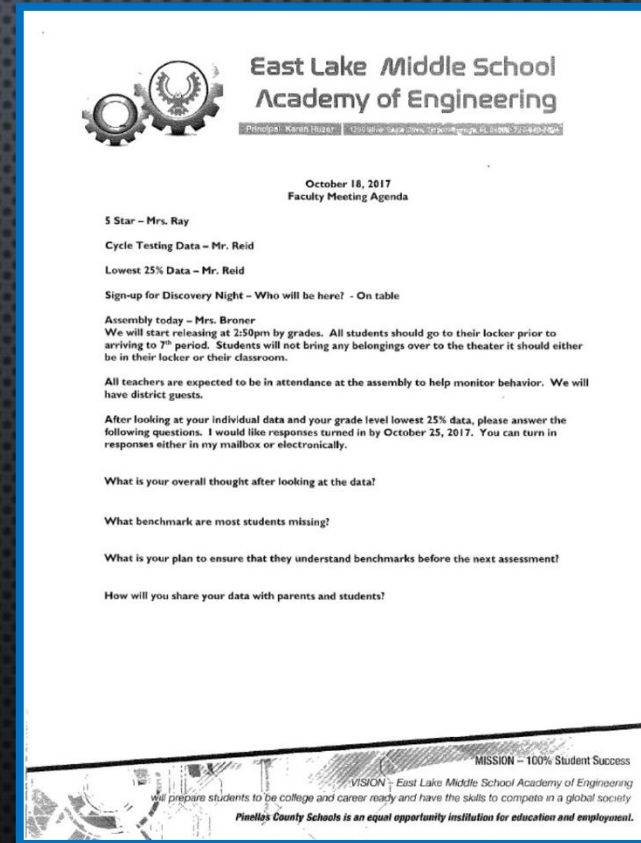 East Lake Middle School
Academy of Engineering
Principal: Karen Huzar
October 18, 2017
Faculty Meeting Agenda
5 Star – Mrs. Ray
Cycle Testing Data – Mr. Reid
Lowest 25% Data – Mr. Reid
Sign-up for Discovery Night – Who will be here? - On table
Assembly today – Mrs. Broner
We will start releasing at 2:50pm by grades. All students should go to their locker prior to
arriving to 7th period. Students will not bring any belongings over to the theater it should either
be in their locker or their classroom.
All teachers are expected to be in attendance at the assembly to help monitor behavior. We will
have district guests.
After looking at your individual data and your grade level lowest 25% data, please answer the
following questions. I would like responses turned in by October 25, 2017. You can turn in
responses either in my mailbox or electronically.
What is your overall thought after looking at the data?
What benchmark are most students missing?
What is your plan to ensure that they understand benchmarks before the next assessment?
How will you share your data with parents and students?
MISSION – 100% Student Success
VISION – East Lake Middle School Academy of Engineering
will prepare students to be college and career ready and have the skills to compete in a global society
Pinellas County Schools is an equal opportunity institution for education and employment.